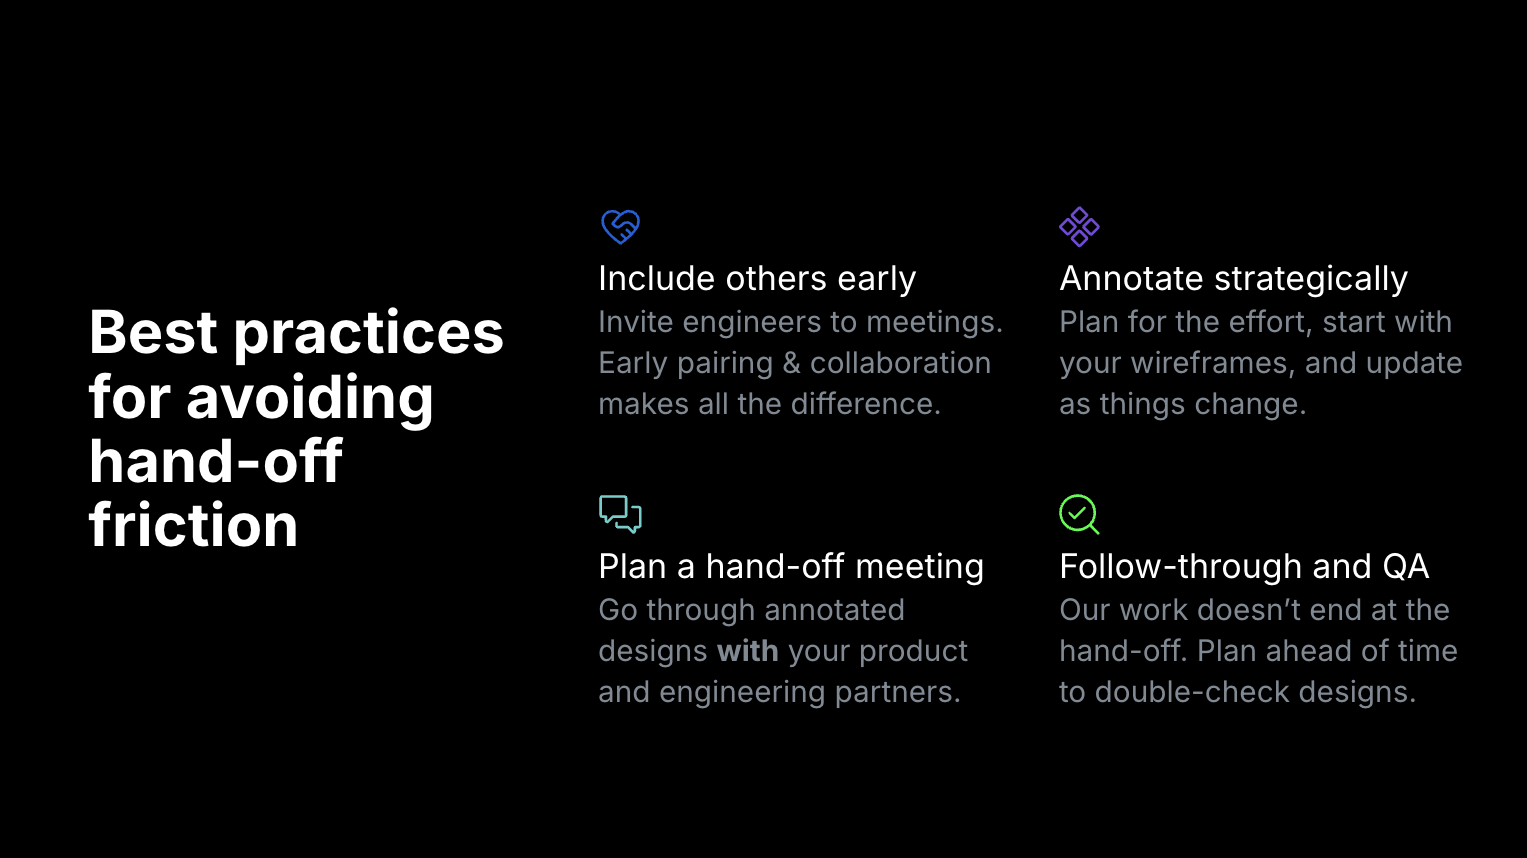 Best practices
for avoiding
hand-off
friction
Include others early
Invite engineers to meetings.
Early pairing & collaboration
makes all the difference.
Annotate strategically
Plan for the effort, start with
your wireframes, and update
as things change.
Plan a hand-off meeting
Go through annotated
designs with your product
and engineering partners.
Follow-through and QA
Our work doesn’t end at the
hand-off. Plan ahead of time
to double-check designs.